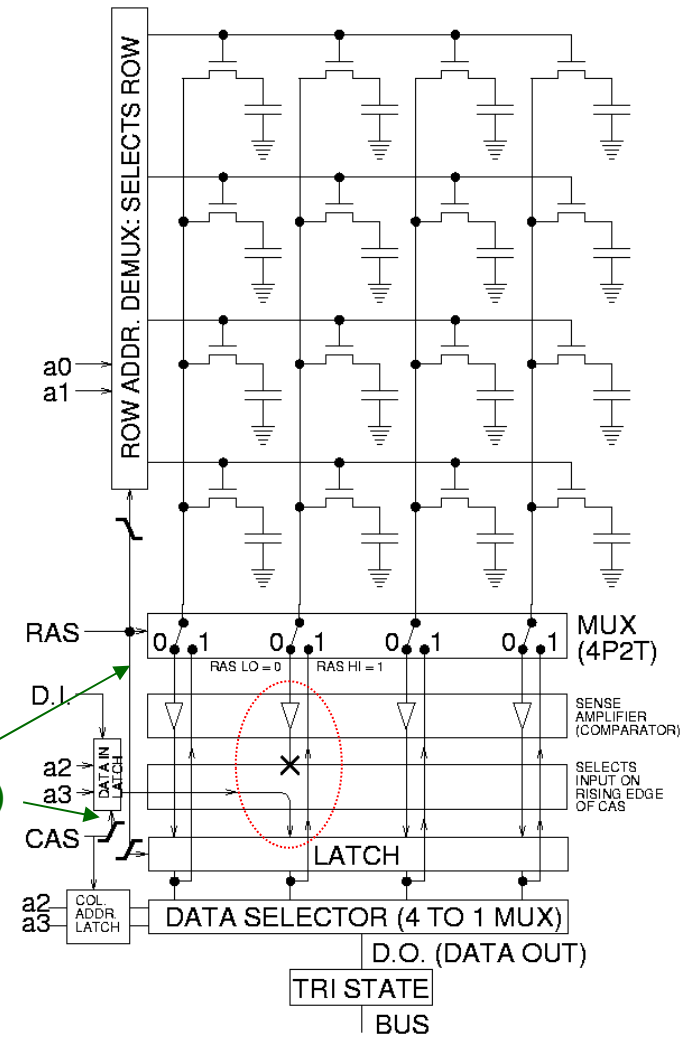 ROW ADDR. DEMUX: SELECTS ROW
a0
a1
RAS
0 1 0 1 0 1 0 1
MUX
(4P2T)
RAS LO = 0
RAS HI = 1
D.I.
SENSE
AMPLIFIER
(COMPARATOR)
DATA IN
LATCH
a2
a3
SELECTS
INPUT ON
RISING EDGE
OF CAS
CAS
LATCH
a2
a3
COL.
ADDR.
LATCH
DATA SELECTOR (4 TO 1 MUX)
D.O. (DATA OUT)
TRI STATE
BUS